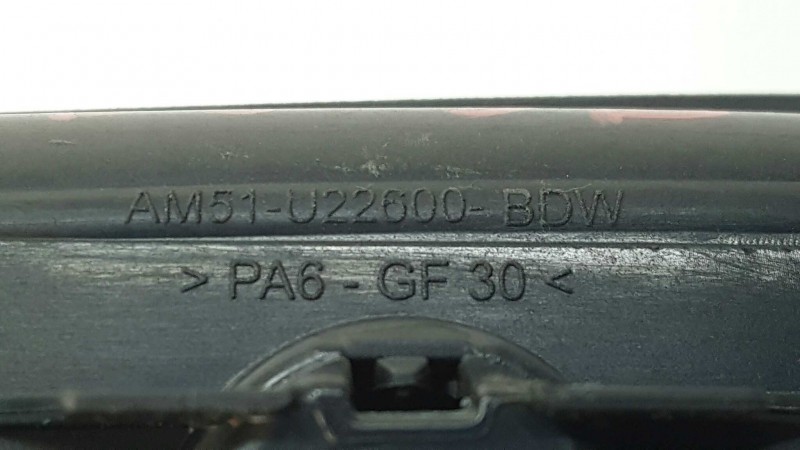 AM51-U22600-BDW
> PA6 - GF 30 <